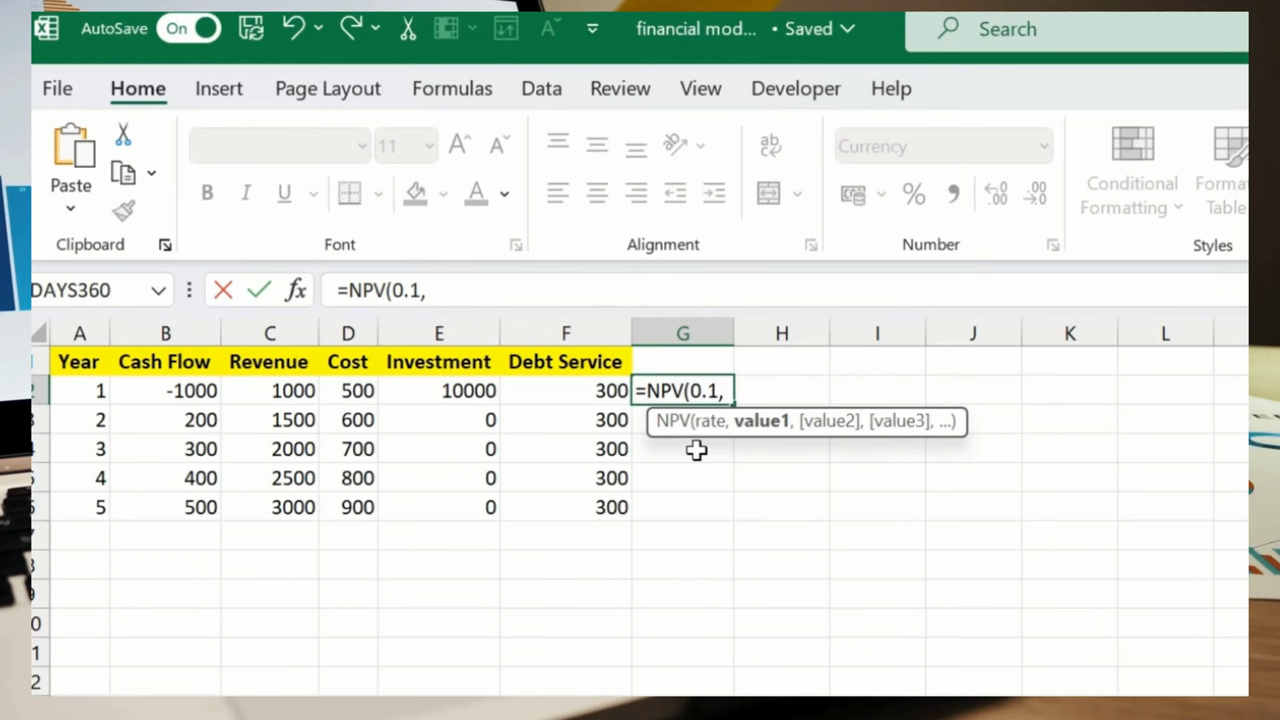 AutoSave On financial mod... • Saved Search
File Home Insert Page Layout Formulas Data Review View Developer Help
Paste
11
B I U
ab
Currency
%
Conditional
Formatting
Forma
Table
Clipboard Font Alignment Number Styles
DAYS360 fx =NPV(0.1,
A B C D E F G H I J K L
Year Cash Flow Revenue Cost Investment Debt Service
1 -1000 1000 500 10000 300 =NPV(0.1,
2 200 1500 600 0 300
NPV(rate, value1, [value2], [value3], ...)
3 300 2000 700 0 300
4 400 2500 800 0 300
5 500 3000 900 0 300